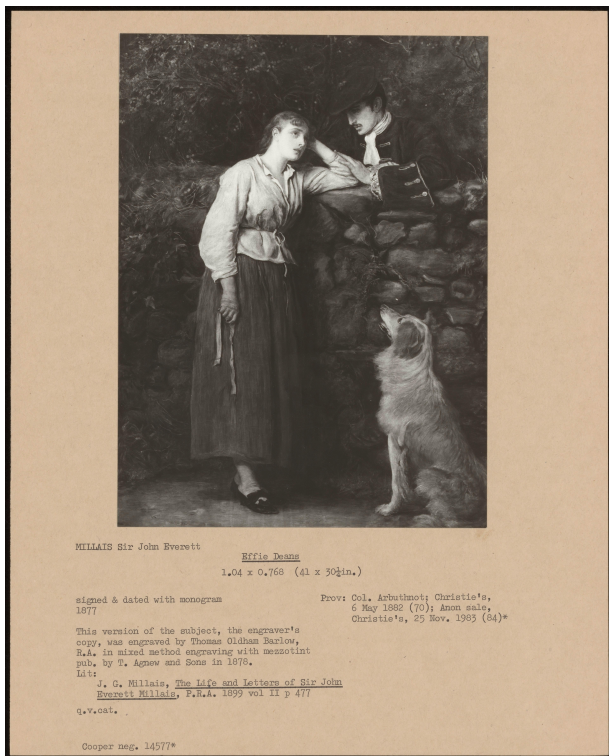 MILLAIS Sir John Everett
Effie Deans
1.04 x 0.768 (41 x 30¼in.)
signed & dated with monogram
1877
This version of the subject, the engraver's
copy, was engraved by Thomas Oldham Barlow,
R.A. in mixed method engraving with mezzotint
pub. by T. Agnew and Sons in 1878.
Lit:
J. G. Millais, The Life and Letters of Sir John
Everett Millais, P.R.A. 1899 vol II p 477
q.v.cat.
Prov: Col. Arbuthnot; Christie's,
6 May 1882 (70); Anon sale,
Christie's, 25 Nov. 1983 (84)*
Cooper neg. 14577*